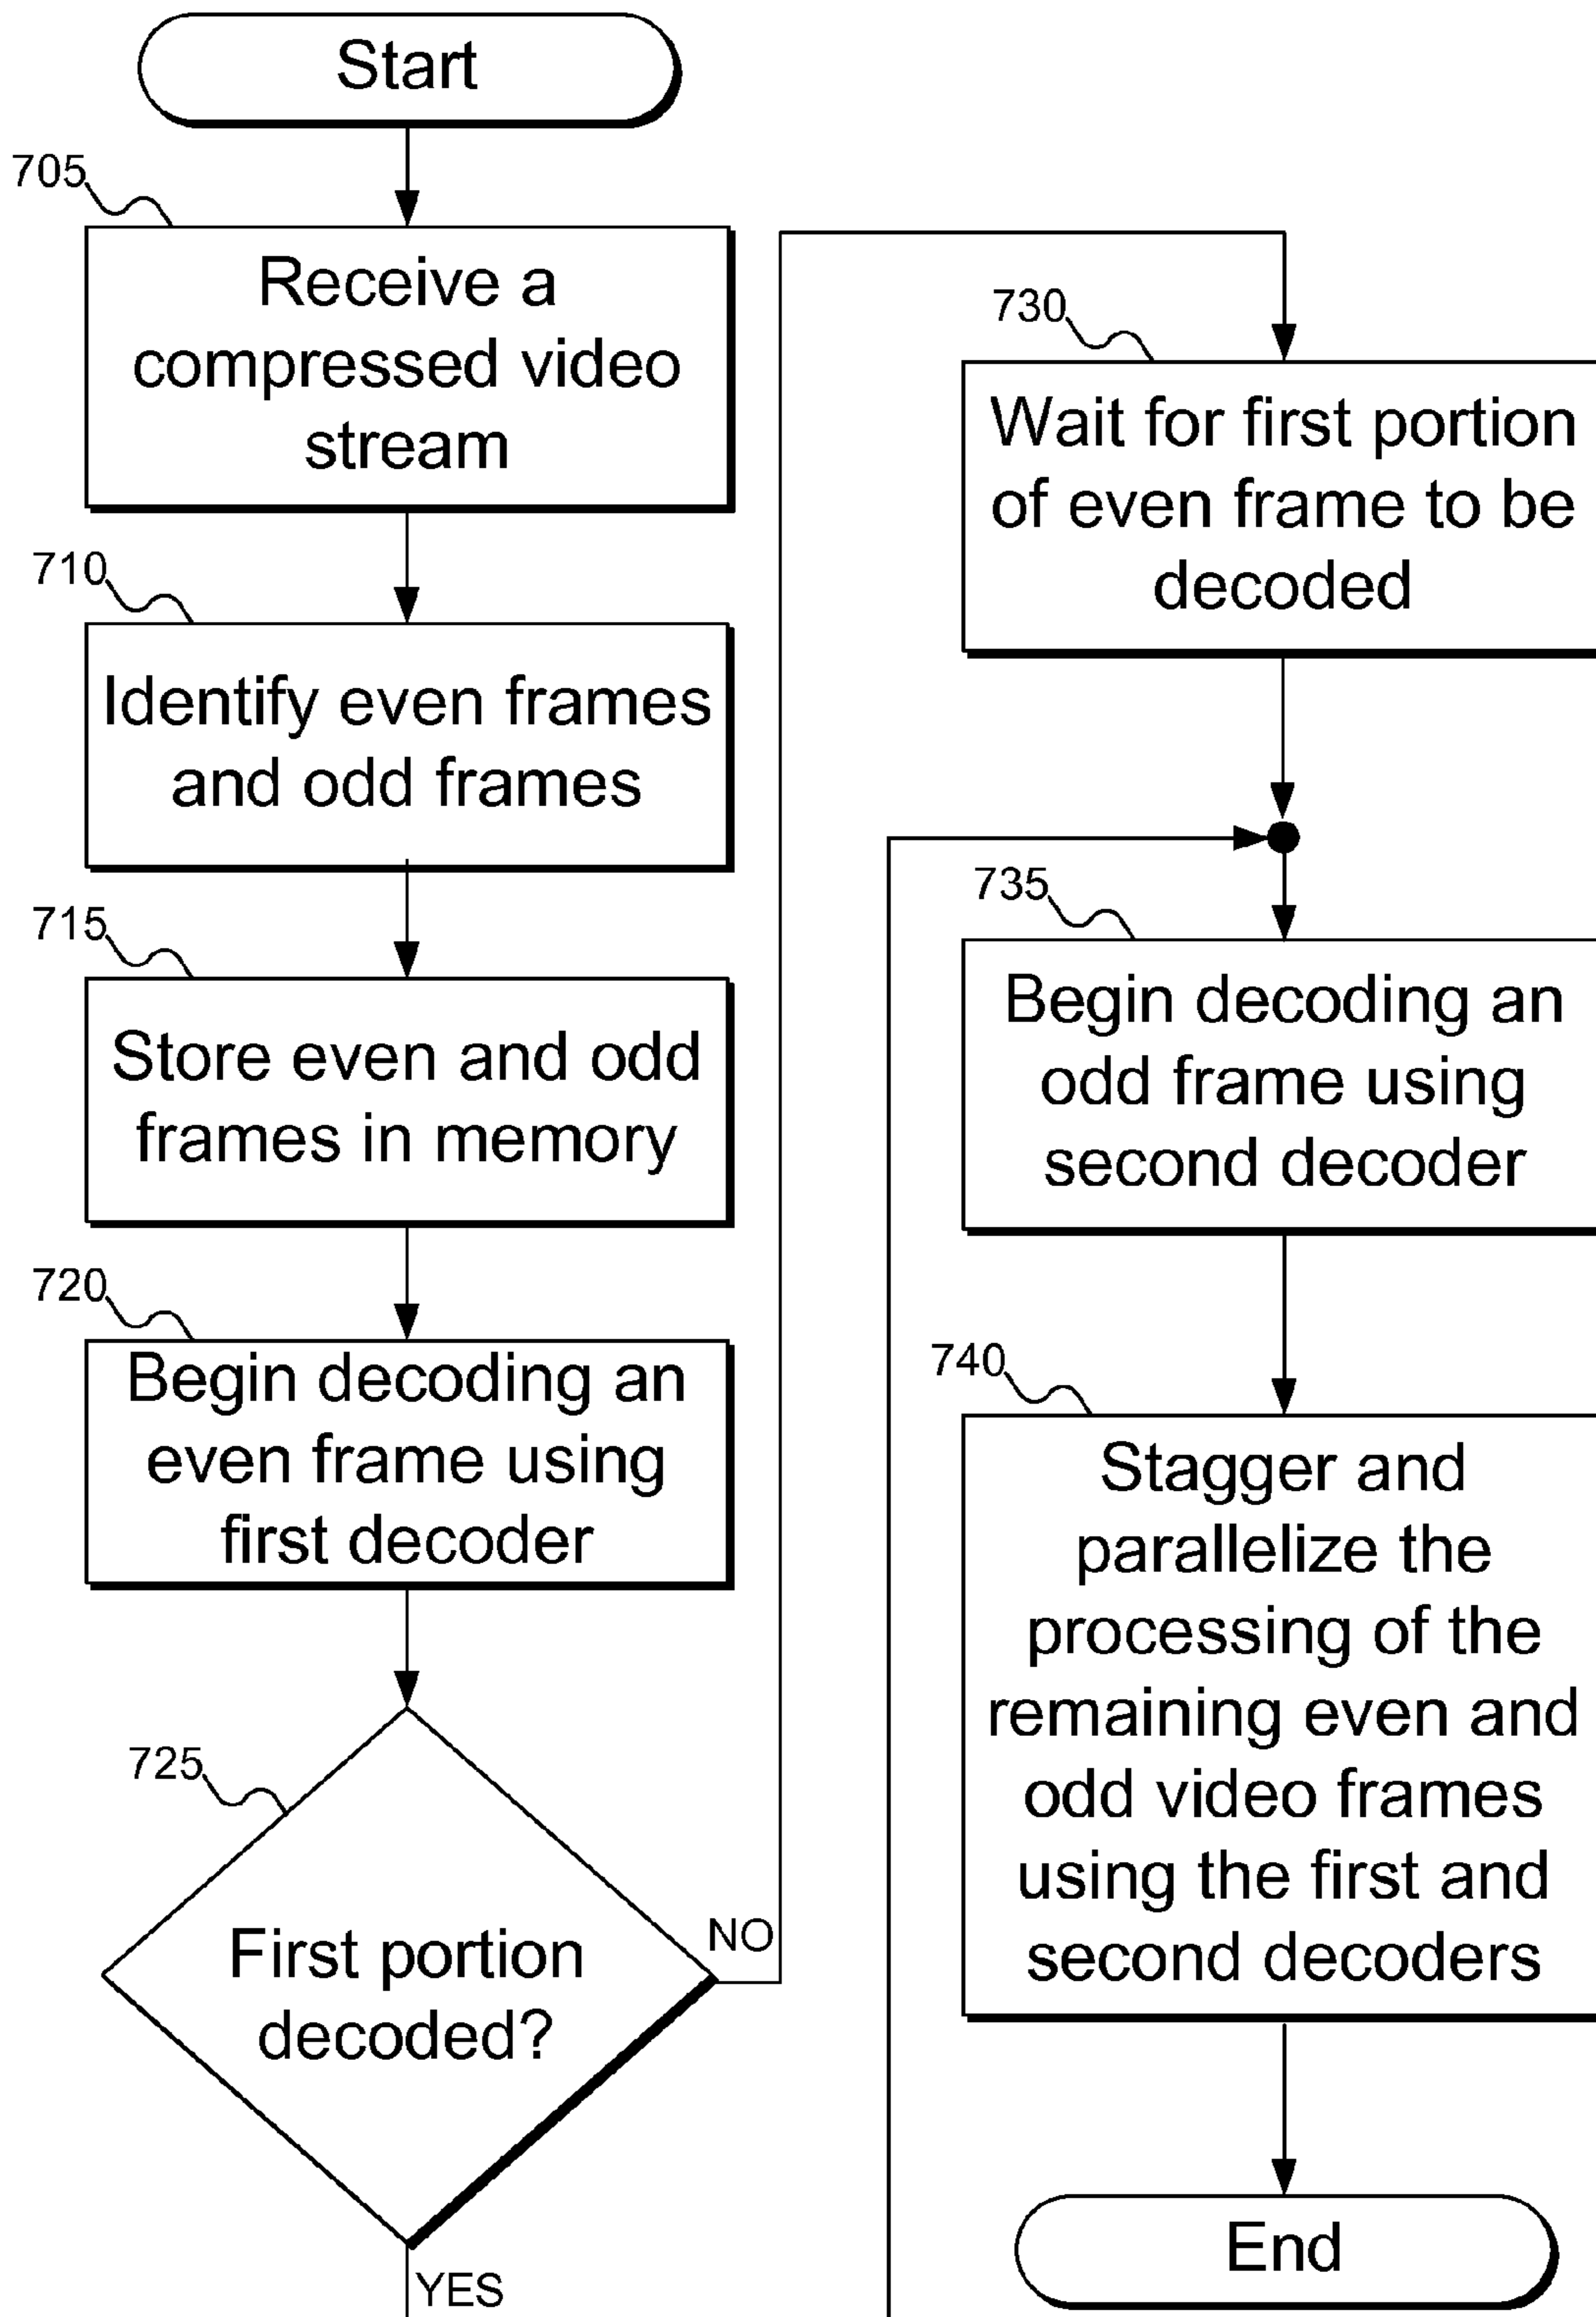 Start
705
Receive a
compressed video
stream
710
Identify even frames
and odd frames
715
Store even and odd
frames in memory
720
Begin decoding an
even frame using
first decoder
725
First portion
decoded?
NO
YES
730
Wait for first portion
of even frame to be
decoded
735
Begin decoding an
odd frame using
second decoder
740
Stagger and
parallelize the
processing of the
remaining even and
odd video frames
using the first and
second decoders
End